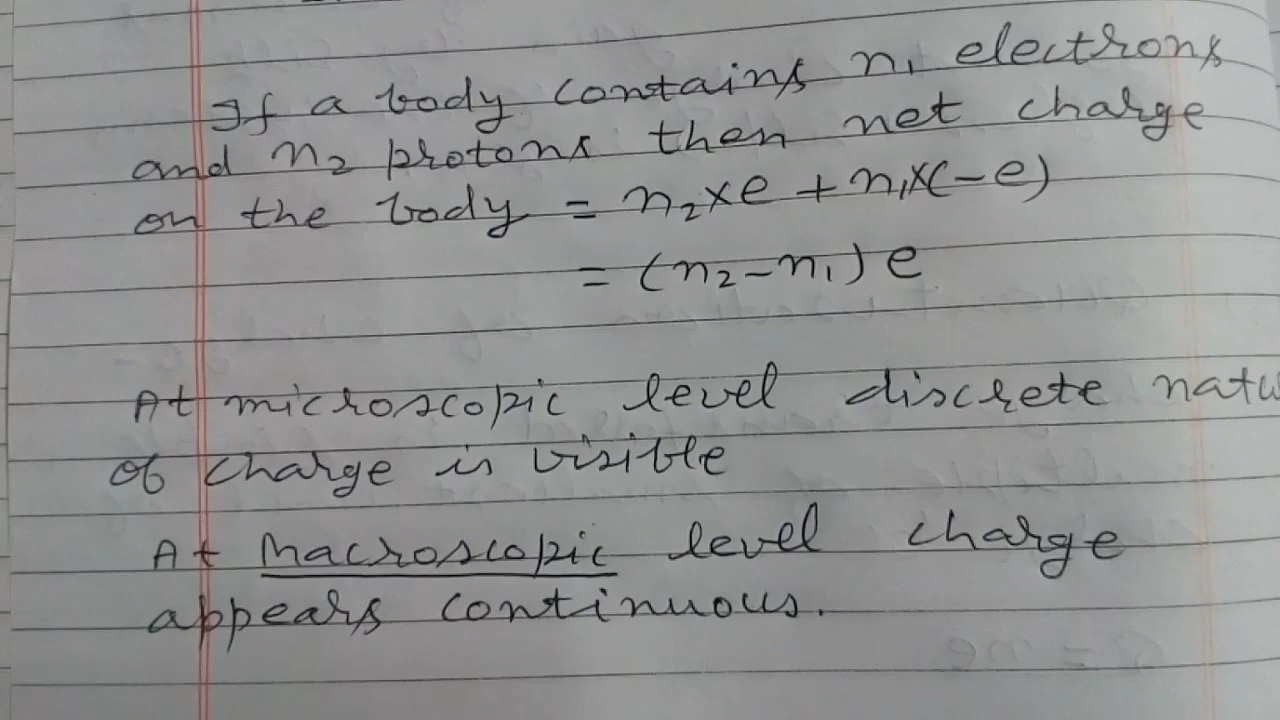 If a body contains n₁ electrons
and n₂ protons then net charge
on the body = n₂×e + n₁×(-e)
= (n₂-n₁)e
At microscopic level discrete natu
of charge is visible
At Macroscopic level charge
appears continuous.